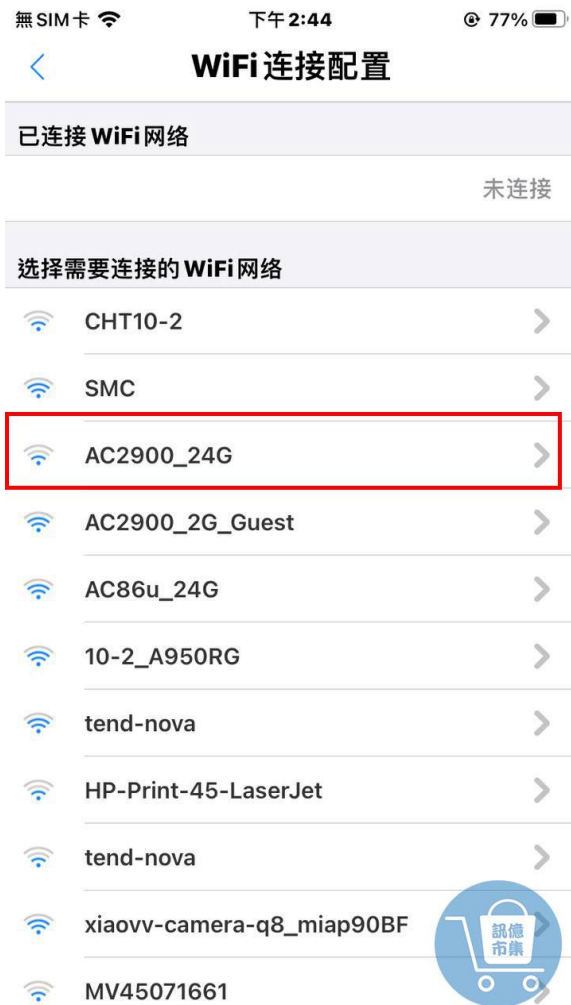 無SIM卡 下午2:44 77%
WiFi连接配置
已连接WiFi网络
未连接
选择需要连接的WiFi网络
CHT10-2
SMC
AC2900_24G
AC2900_2G_Guest
AC86u_24G
10-2_A950RG
tend-nova
HP-Print-45-LaserJet
tend-nova
xiaovv-camera-q8_miap90BF
訊億
市集
MV45071661